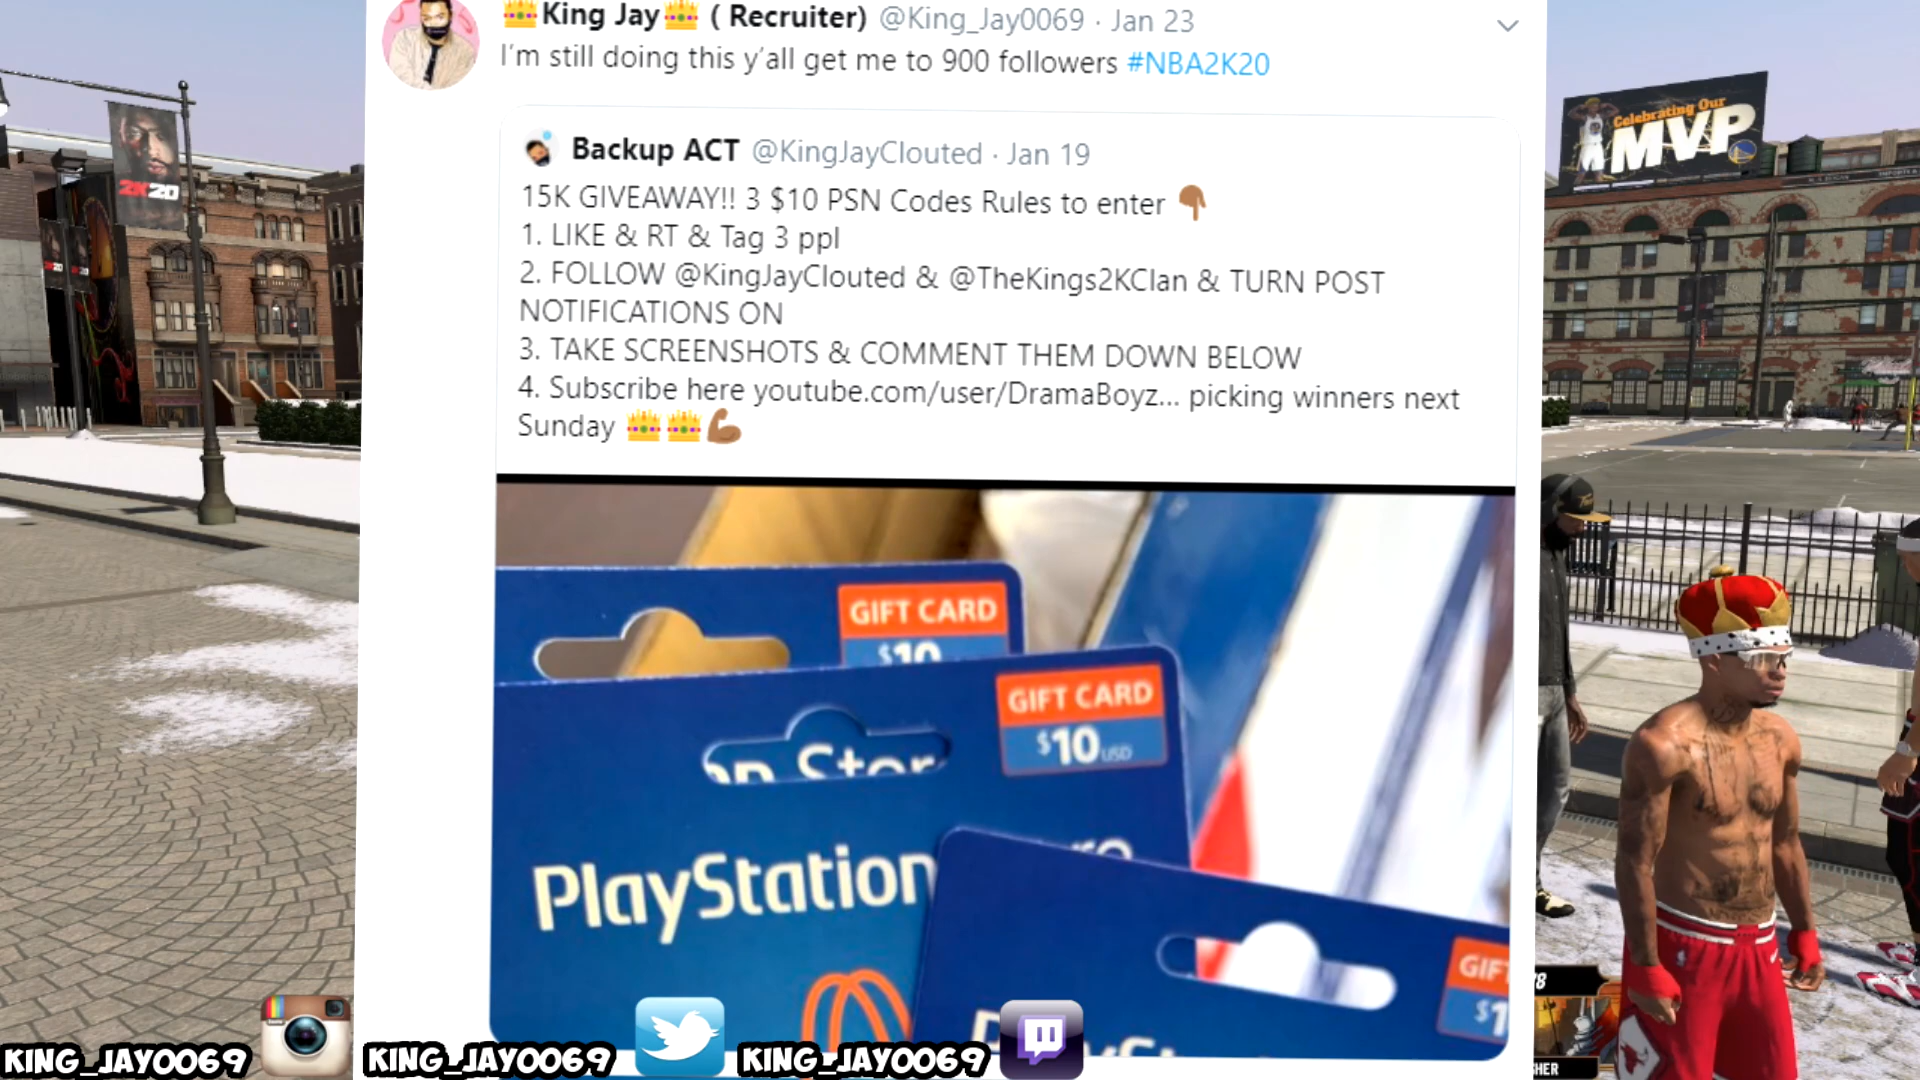 👑King Jay👑 ( Recruiter) @King_Jay0069 · Jan 23
I'm still doing this y'all get me to 900 followers #NBA2K20
Backup ACT @KingJayClouted · Jan 19
15K GIVEAWAY!! 3 $10 PSN Codes Rules to enter 👇🏾
1. LIKE & RT & Tag 3 ppl
2. FOLLOW @KingJayClouted & @TheKings2KClan & TURN POST
NOTIFICATIONS ON
3. TAKE SCREENSHOTS & COMMENT THEM DOWN BELOW
4. Subscribe here youtube.com/user/DramaBoyz... picking winners next
Sunday 👑👑💪🏾
2K20
Celebrating Our
MVP
GIFT CARD
$10
GIFT CARD
$10 USD
PlayStation
KING_JAY0069
KING_JAY0069
KING_JAY0069